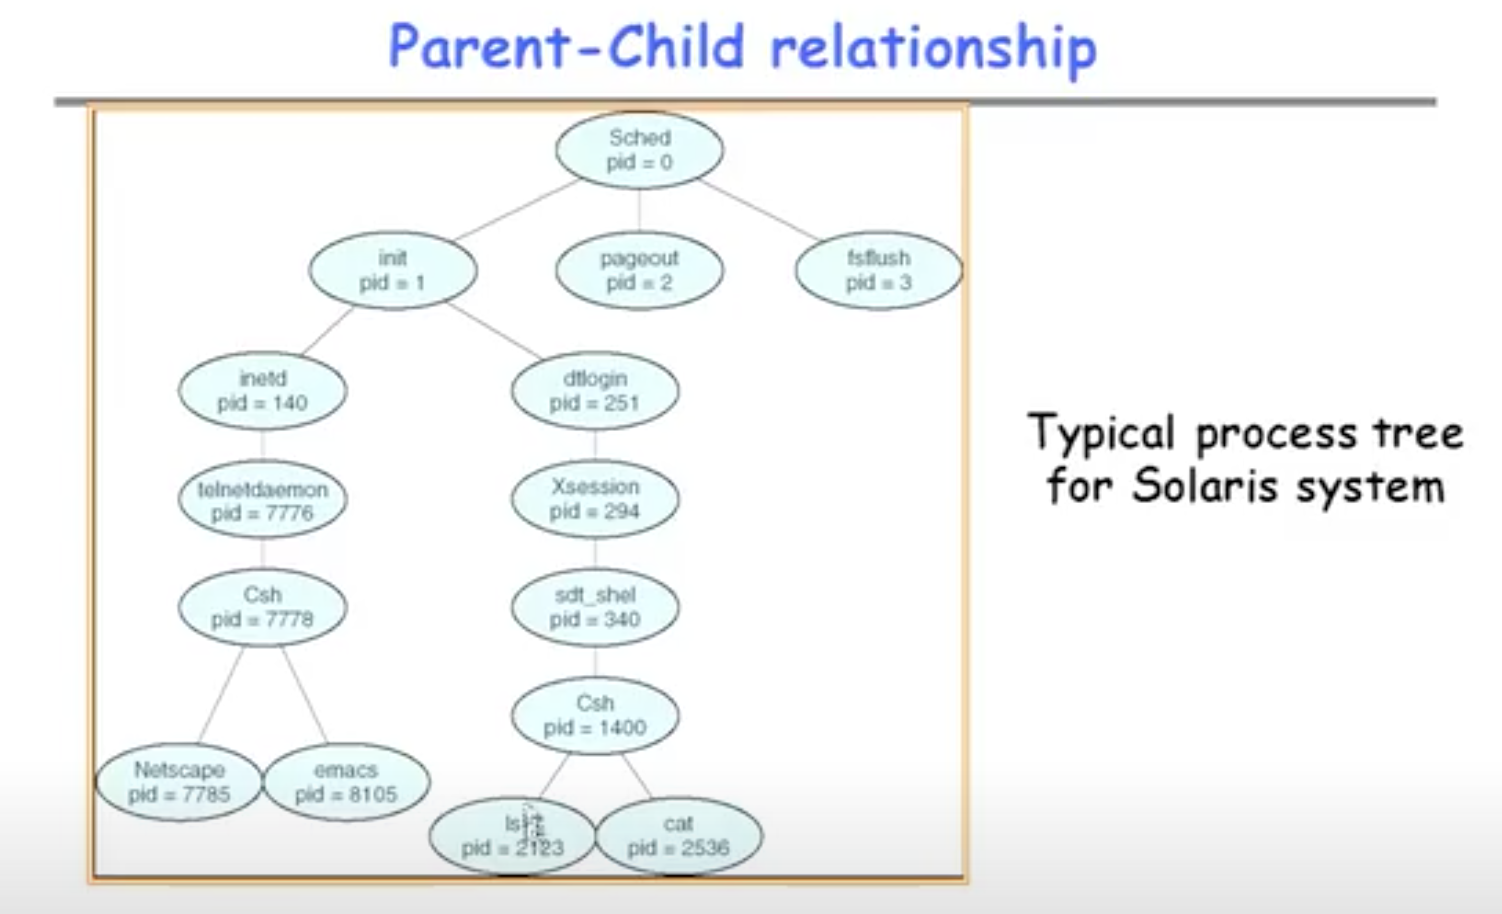 Parent-Child relationship
Sched
pid = 0
init
pid = 1
pageout
pid = 2
fsflush
pid = 3
inetd
pid = 140
dtlogin
pid = 251
Typical process tree
for Solaris system
telnetdaemon
pid = 7776
Xsession
pid = 294
Csh
pid = 7778
sdt_shel
pid = 340
Csh
pid = 1400
Netscape
pid = 7785
emacs
pid = 8105
pid = 2123
cat
pid = 2536